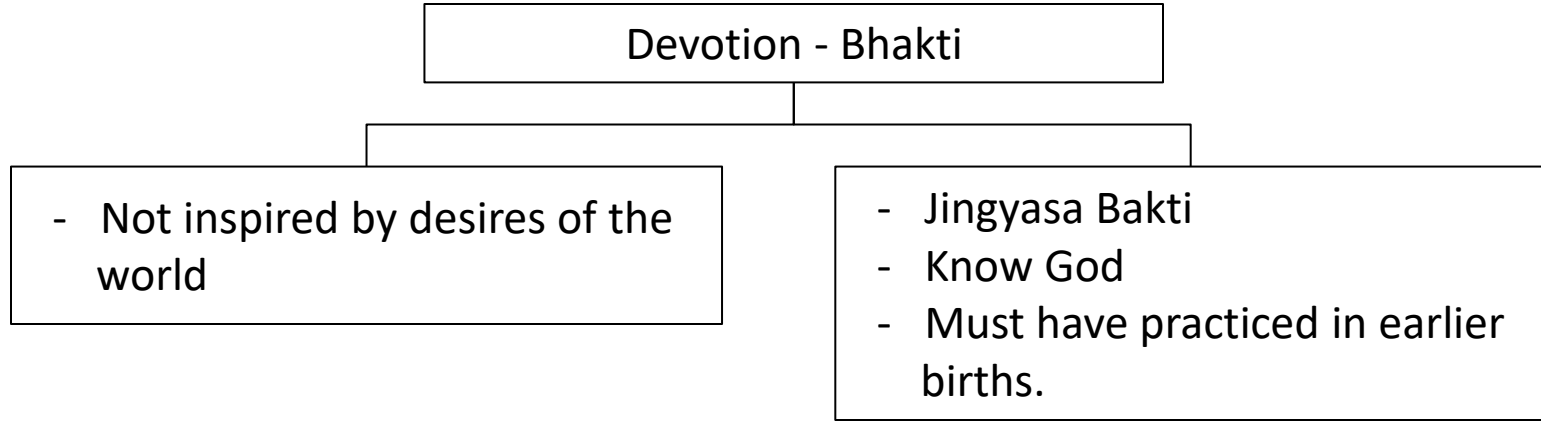 Devotion - Bhakti
- Not inspired by desires of the
world
- Jingyasa Bakti
- Know God
- Must have practiced in earlier
births.